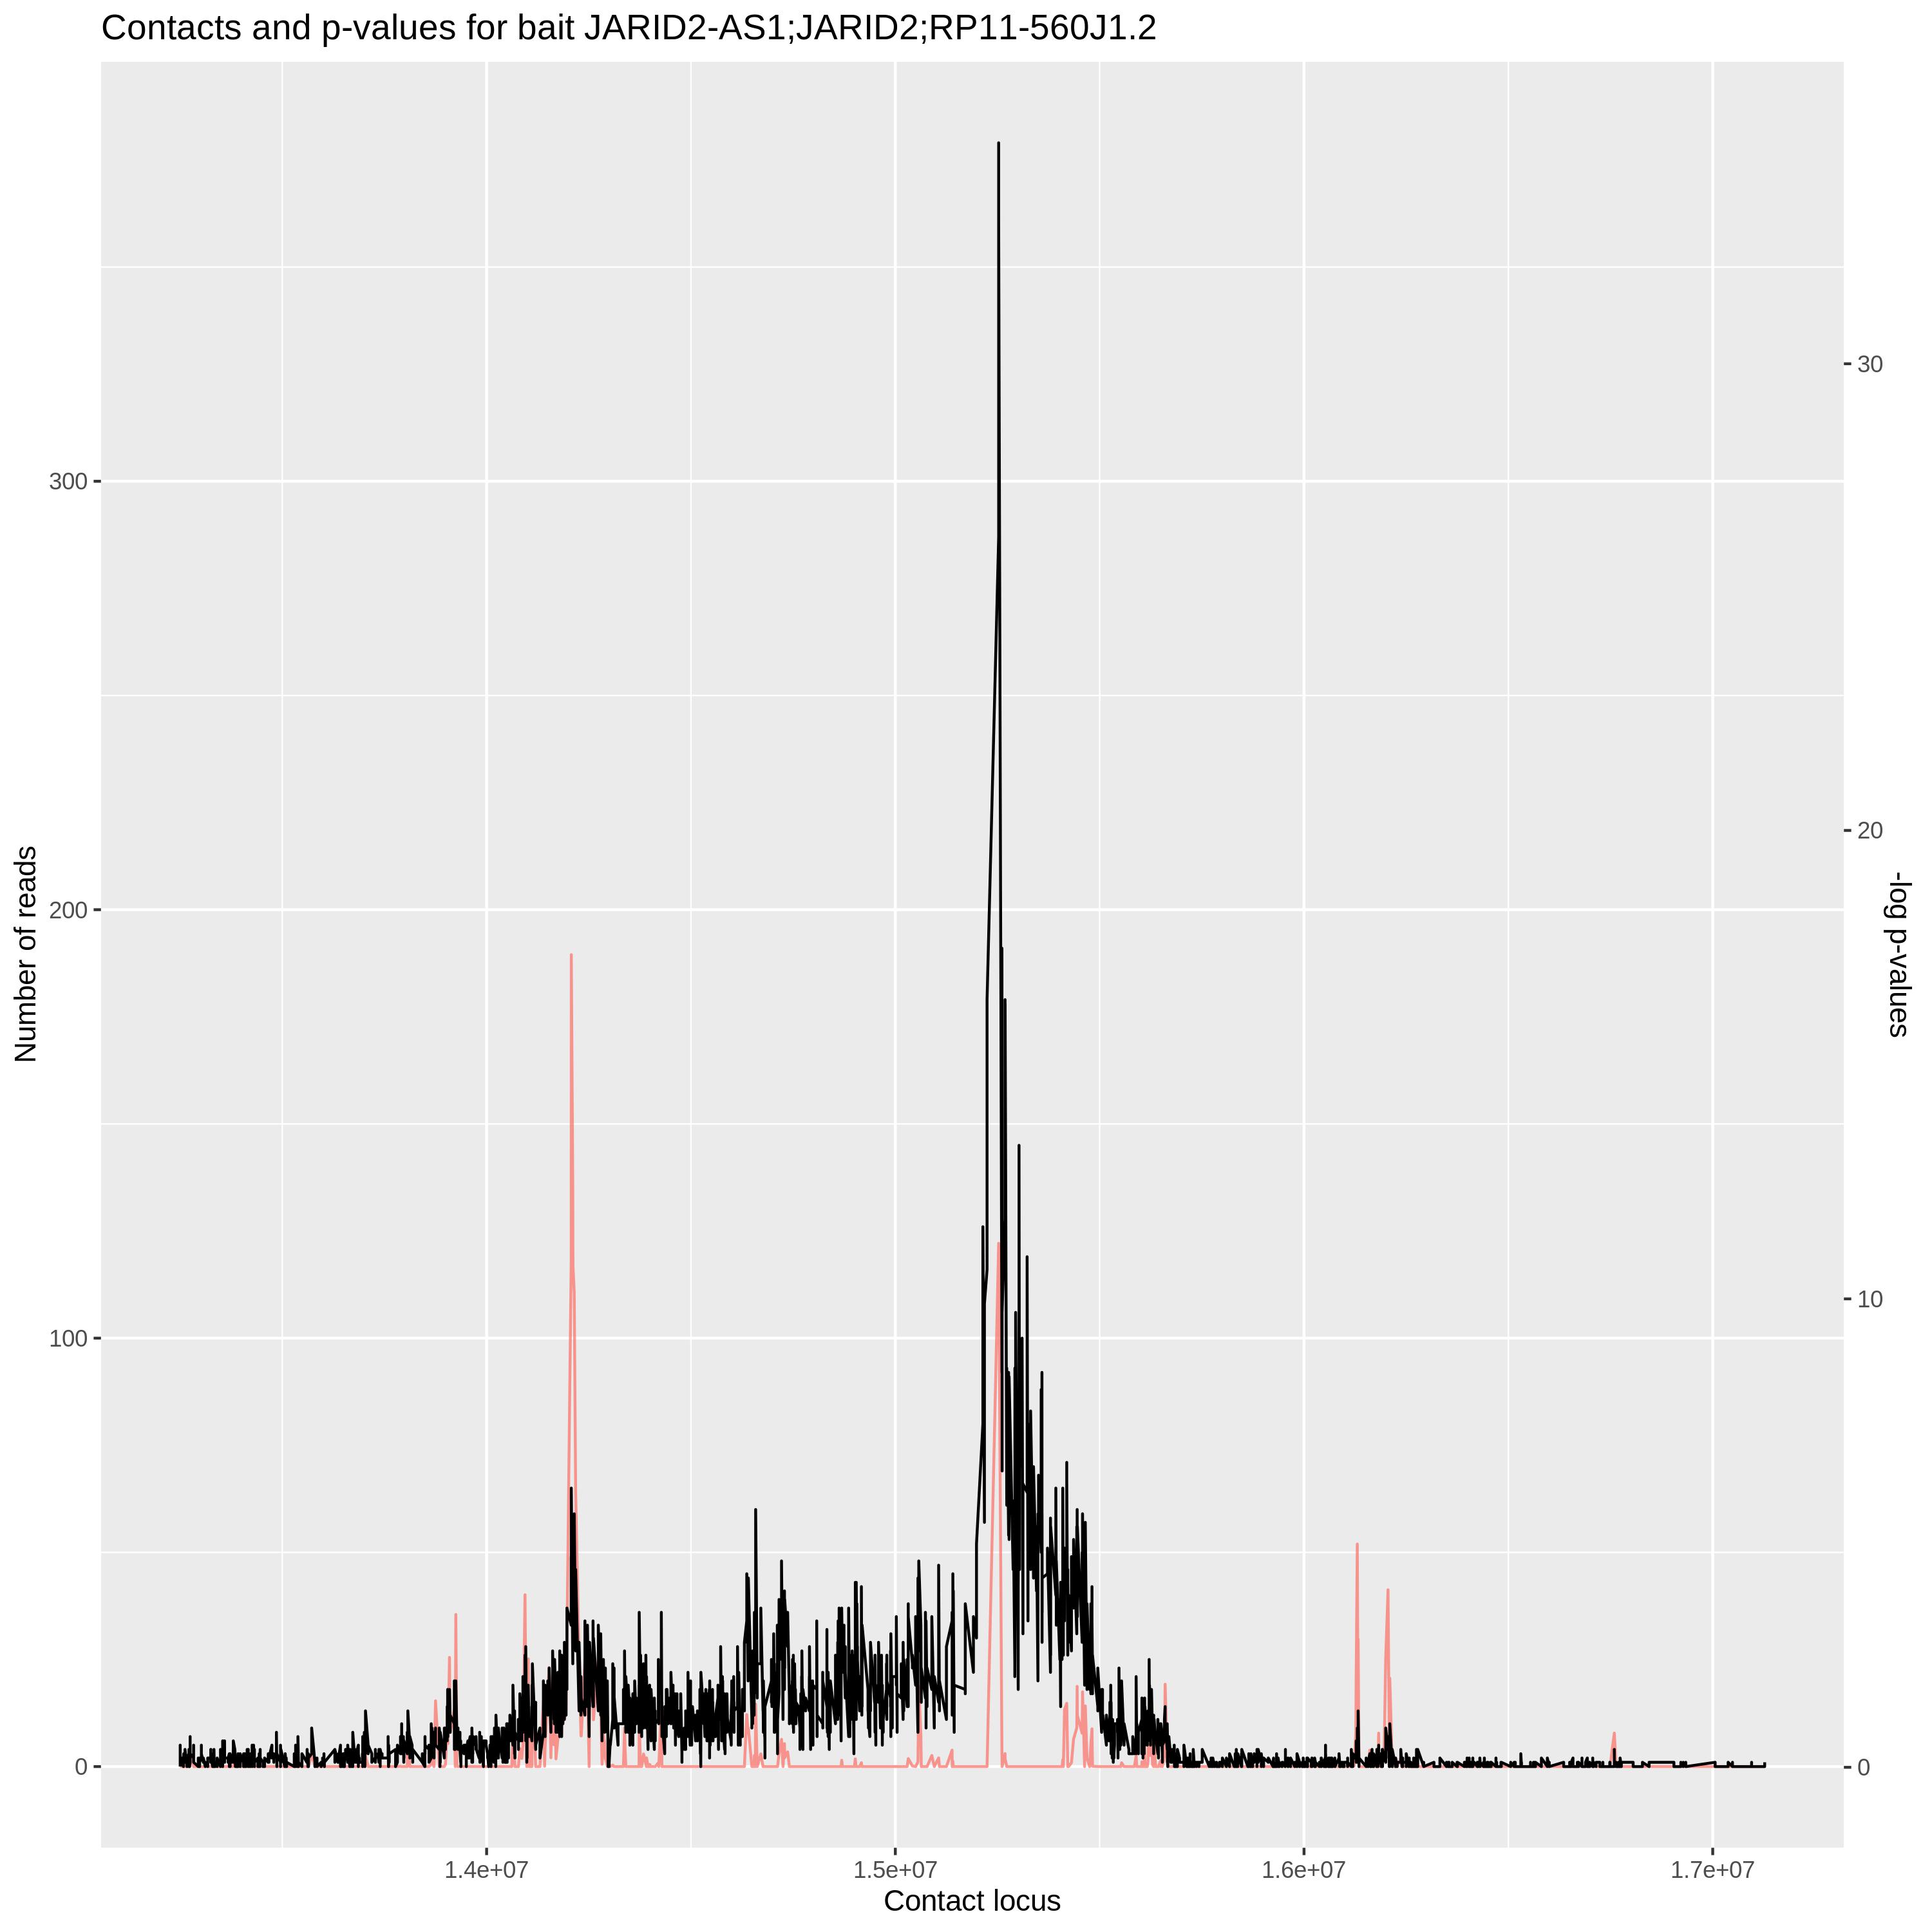 Contacts and p-values for bait JARID2-AS1;JARID2;RP11-560J1.2
Number of reads
300
200
100
0
30
20
10
0
-log p-values
1.4e+07 1.5e+07 1.6e+07 1.7e+07
Contact locus